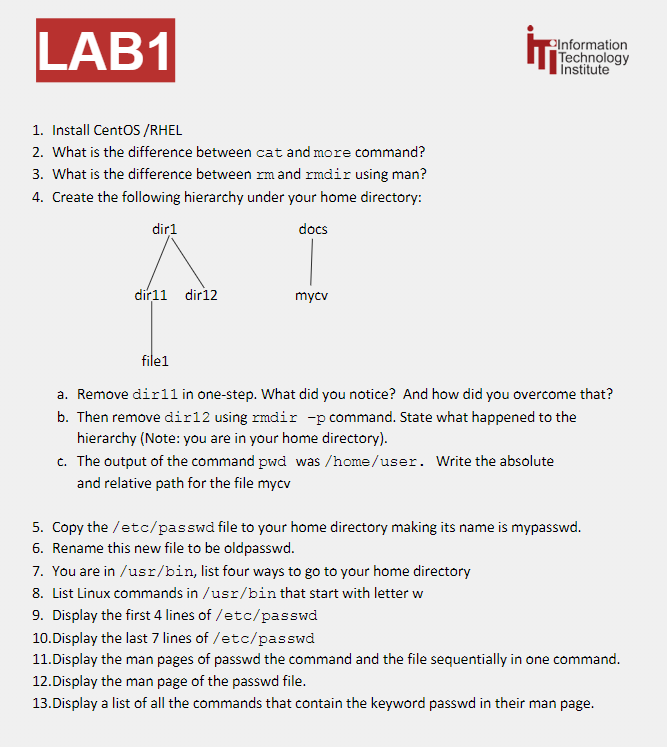 LAB1
iTi Information
Technology
Institute
1. Install CentOS /RHEL
2. What is the difference between cat and more command?
3. What is the difference between rm and rmdir using man?
4. Create the following hierarchy under your home directory:
dir1 docs
dir11 dir12 mycv
file1
a. Remove dir11 in one-step. What did you notice? And how did you overcome that?
b. Then remove dir12 using rmdir -p command. State what happened to the
hierarchy (Note: you are in your home directory).
c. The output of the command pwd was /home/user. Write the absolute
and relative path for the file mycv
5. Copy the /etc/passwd file to your home directory making its name is mypasswd.
6. Rename this new file to be oldpasswd.
7. You are in /usr/bin, list four ways to go to your home directory
8. List Linux commands in /usr/bin that start with letter w
9. Display the first 4 lines of /etc/passwd
10.Display the last 7 lines of /etc/passwd
11.Display the man pages of passwd the command and the file sequentially in one command.
12.Display the man page of the passwd file.
13.Display a list of all the commands that contain the keyword passwd in their man page.